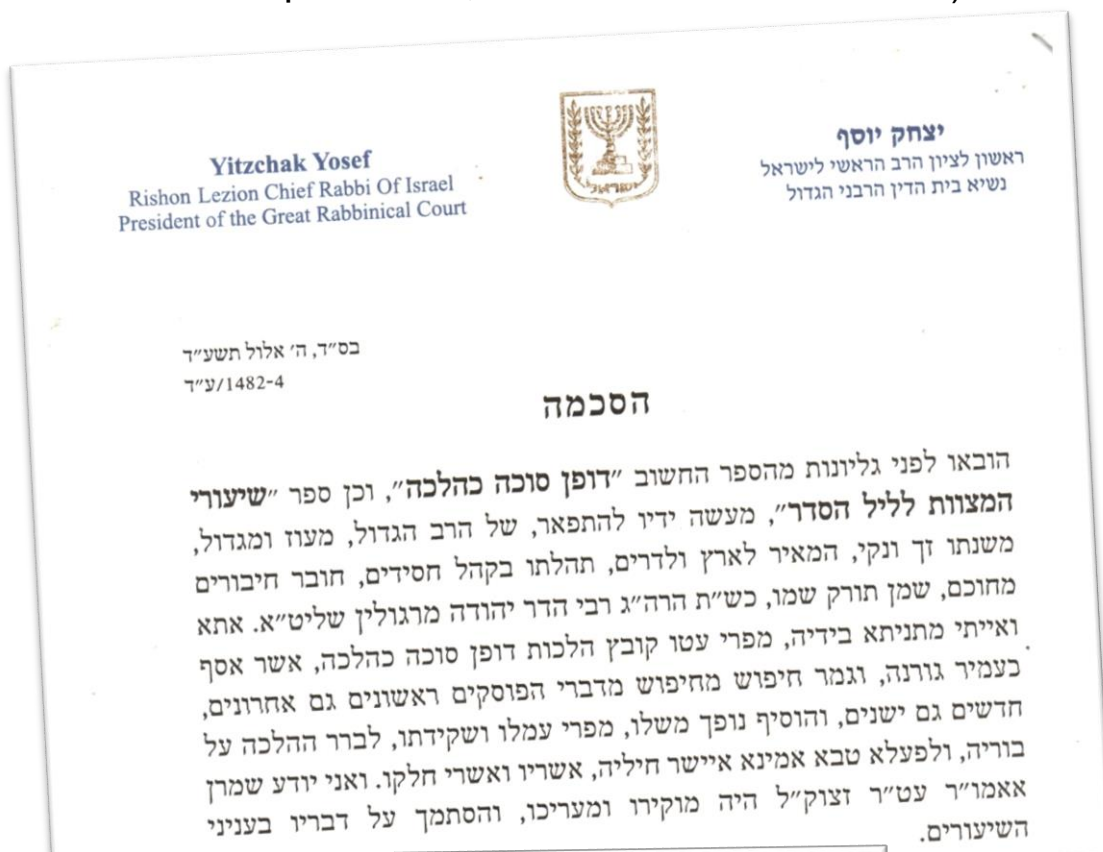 Yitzchak Yosef
Rishon Lezion Chief Rabbi Of Israel
President of the Great Rabbinical Court
ישראל
יצחק יוסף
ראשון לציון הרב הראשי לישראל
נשיא בית הדין הרבני הגדול
בס״ד, ה׳ אלול תשע״ד
1482-4/ע״ד
הסכמה
הובאו לפני גליונות מהספר החשוב ״דופן סוכה כהלכה״, וכן ספר ״שיעורי
המצוות לליל הסדר״, מעשה ידיו להתפאר, של הרב הגדול, מעוז ומגדול,
משנתו זך ונקי, המאיר לארץ ולדרים, תהלתו בקהל חסידים, חובר חיבורים
מחוכם, שמן תורק שמו, כש״ת הרה״ג רבי הדר יהודה מרגולין שליט״א. אתא
ואייתי מתניתא בידיה, מפרי עטו קובץ הלכות דופן סוכה כהלכה, אשר אסף
כעמיר גורנה, וגמר חיפוש מחיפוש מדברי הפוסקים ראשונים גם אחרונים,
חדשים גם ישנים, והוסיף נופך משלו, מפרי עמלו ושקידתו, לברר ההלכה על
בוריה, ולפעלא טבא אמינא איישר חיליה, אשריו ואשרי חלקו. ואני יודע שמרן
אאמו״ר עט״ר זצוק״ל היה מוקירו ומעריכו, והסתמך על דבריו בעניני
השיעורים.